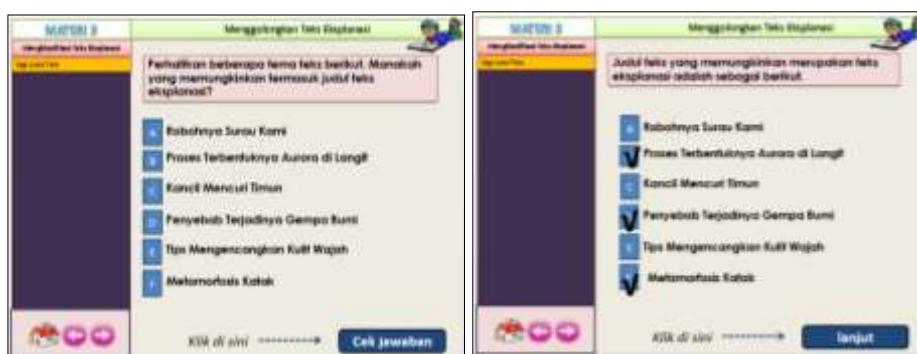 MATERI 3
Menggolongkan Teks Eksplanasi
Perhatikan beberapa tema teks berikut. Manakah
yang memungkinkan termasuk judul teks
eksplanasi?
A Robohnya Surau Kami
B Proses Terbentuknya Aurora di Langit
C Kancil Mencuri Timun
D Penyebab Terjadinya Gempa Bumi
E Tips Mengencangkan Kulit Wajah
F Metamorfosis Katak
Klik di sini
Cek jawaban
MATERI 3
Menggolongkan Teks Eksplanasi
Judul teks yang memungkinkan merupakan teks
eksplanasi adalah sebagai berikut.
A Robohnya Surau Kami
Proses Terbentuknya Aurora di Langit
C Kancil Mencuri Timun
Penyebab Terjadinya Gempa Bumi
E Tips Mengencangkan Kulit Wajah
Metamorfosis Katak
Klik di sini
lanjut